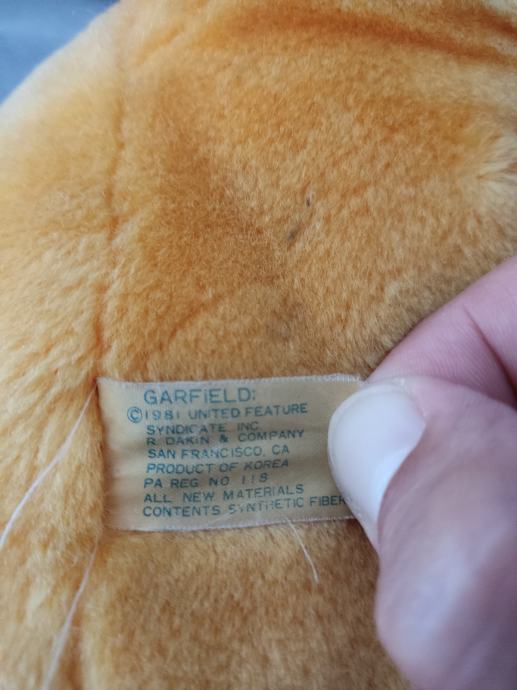 GARFIELD:
©1981 UNITED FEATURE
SYNDICATE, INC
R. DAKIN & COMPANY
SAN FRANCISCO, CA
PRODUCT OF KOREA
PA REG. NO 118
ALL NEW MATERIALS
CONTENTS SYNTHETIC FIBER